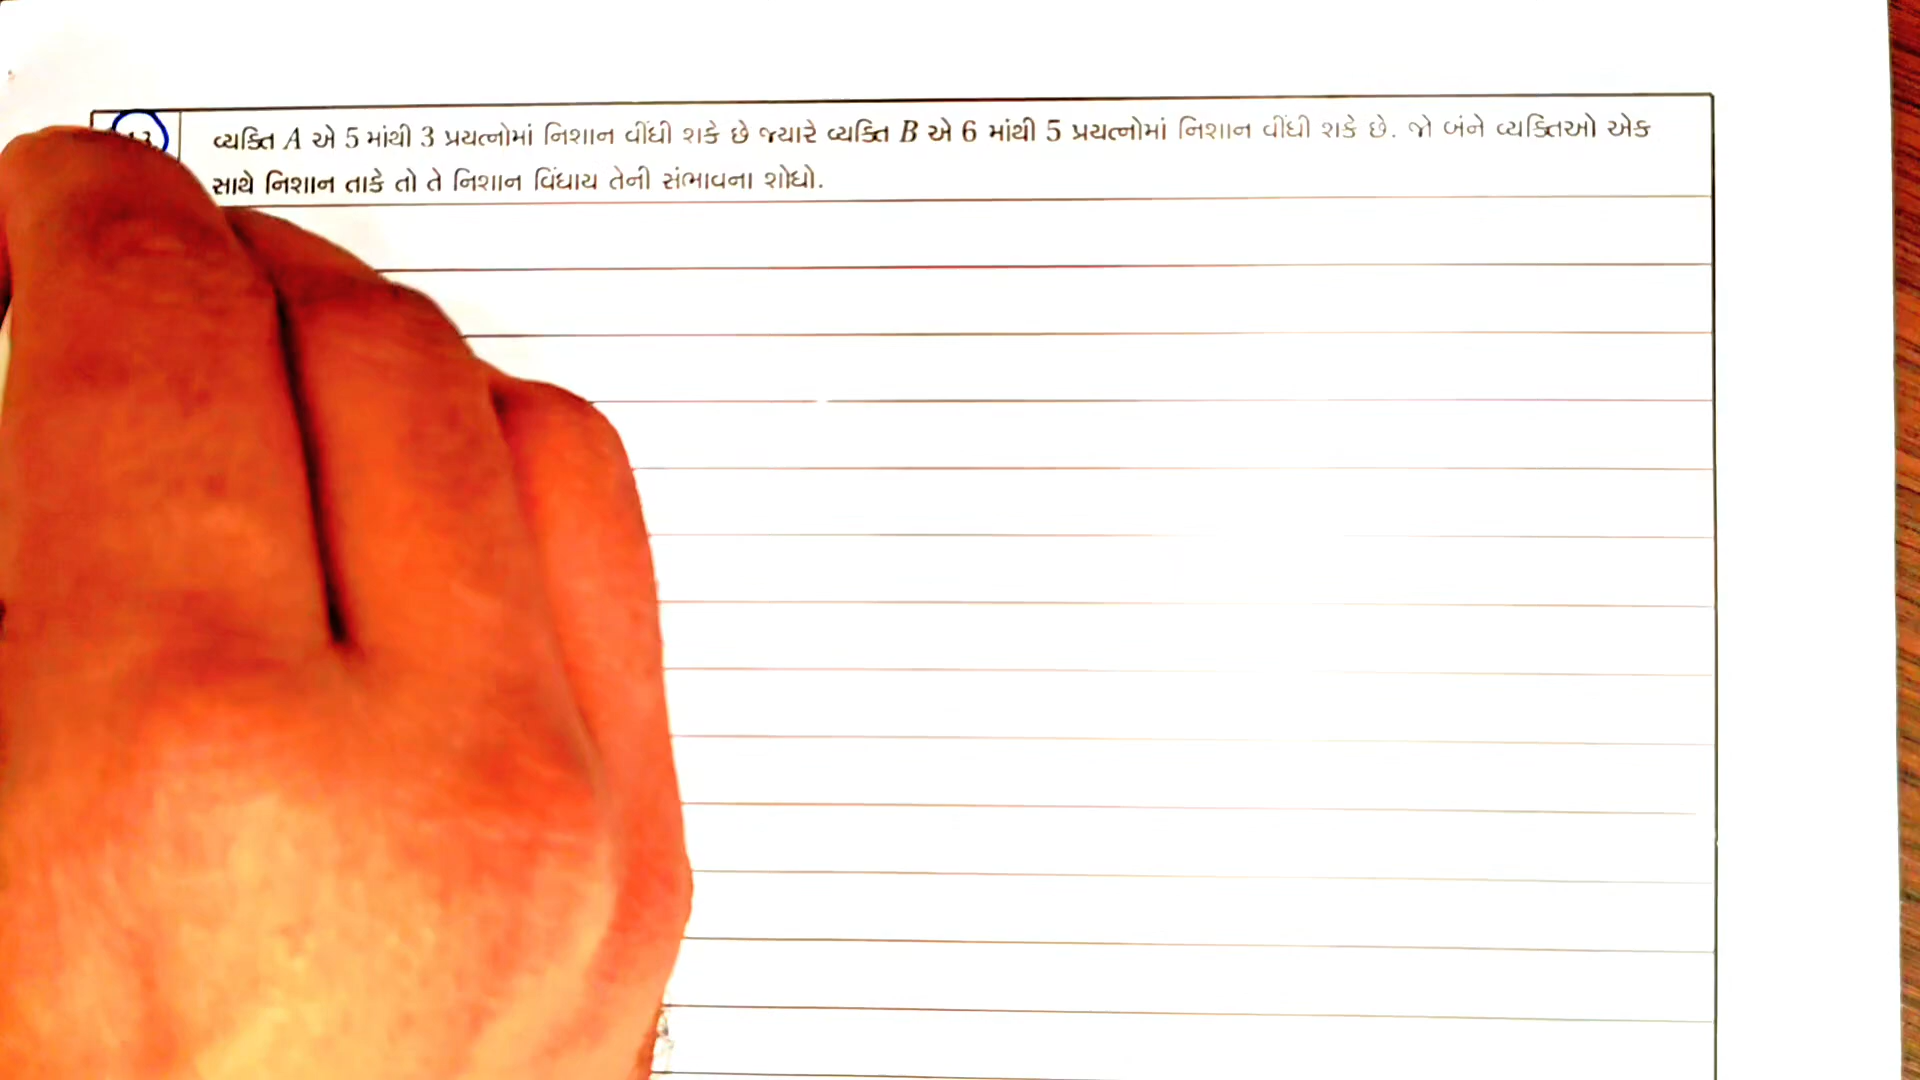 વ્યક્તિ A એ 5 માંથી 3 પ્રયત્નોમાં નિશાન વીંધી શકે છે જ્યારે વ્યક્તિ B એ 6 માંથી 5 પ્રયત્નોમાં નિશાન વીંધી શકે છે. જો બંને વ્યક્તિઓ એક
સાથે નિશાન તાકે તો તે નિશાન વિંધાય તેની સંભાવના શોધો.